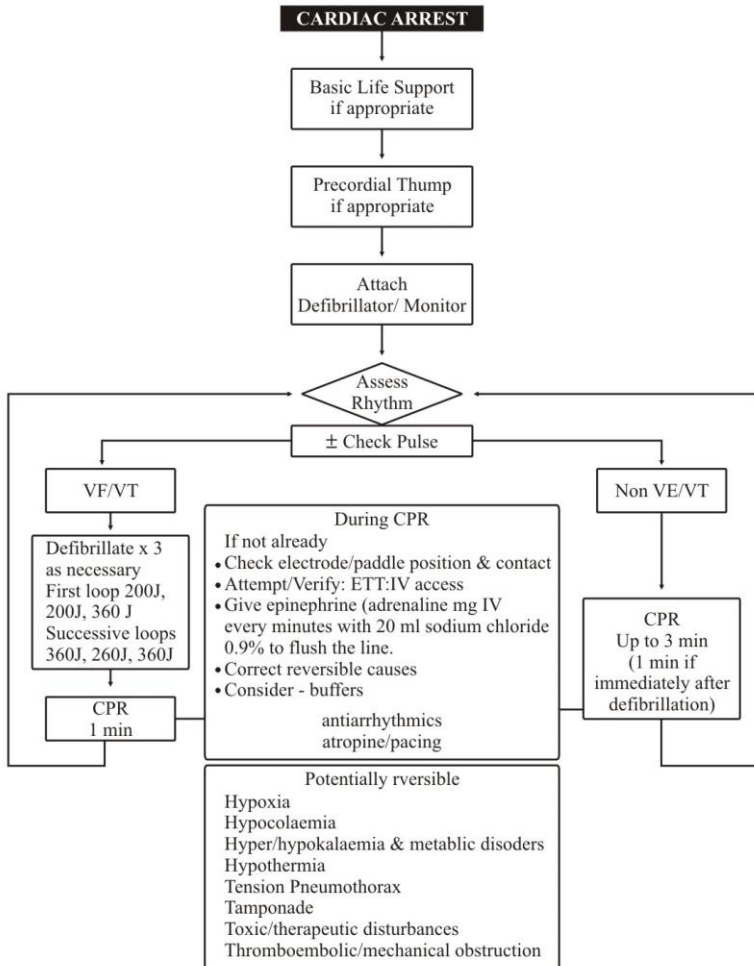 CARDIAC ARREST
Basic Life Support
if appropriate
Precordial Thump
if appropriate
Attach
Defibrillator/ Monitor
Assess
Rhythm
± Check Pulse
VF/VT
Non VE/VT
Defibrillate x 3
as necessary
First loop 200J,
200J, 360 J
Successive loops
360J, 260J, 360J
CPR
1 min
During CPR
If not already
• Check electrode/paddle position & contact
• Attempt/Verify: ETT:IV access
• Give epinephrine (adrenaline mg IV
every minutes with 20 ml sodium chloride
0.9% to flush the line.
• Correct reversible causes
• Consider - buffers
antiarrhythmics
atropine/pacing
CPR
Up to 3 min
(1 min if
immediately after
defibrillation)
Potentially rversible
Hypoxia
Hypocolaemia
Hyper/hypokalaemia & metablic disoders
Hypothermia
Tension Pneumothorax
Tamponade
Toxic/therapeutic disturbances
Thromboembolic/mechanical obstruction